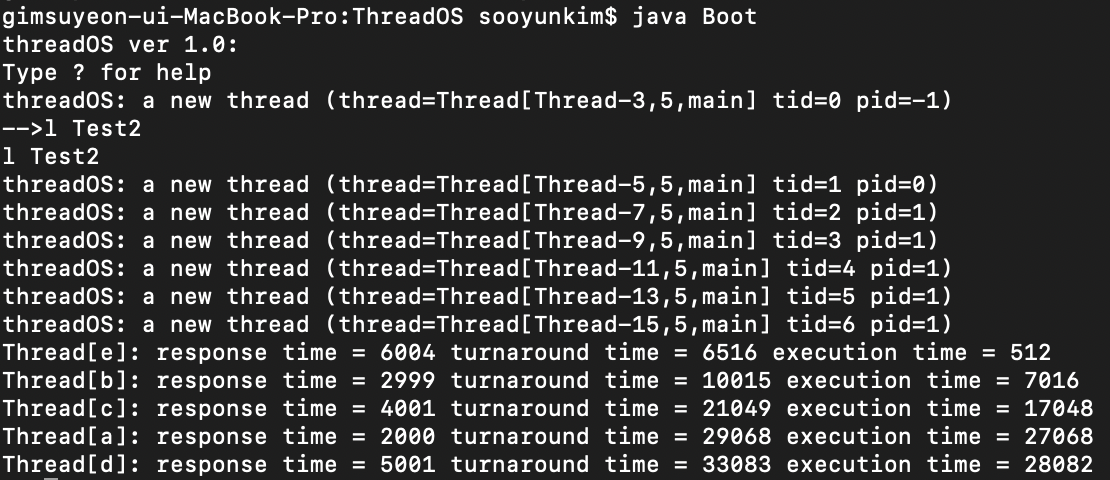 gimsuyeon-ui-MacBook-Pro:ThreadOS sooyunkim$ java Boot
threadOS ver 1.0:
Type ? for help
threadOS: a new thread (thread=Thread[Thread-3,5,main] tid=0 pid=-1)
-->l Test2
l Test2
threadOS: a new thread (thread=Thread[Thread-5,5,main] tid=1 pid=0)
threadOS: a new thread (thread=Thread[Thread-7,5,main] tid=2 pid=1)
threadOS: a new thread (thread=Thread[Thread-9,5,main] tid=3 pid=1)
threadOS: a new thread (thread=Thread[Thread-11,5,main] tid=4 pid=1)
threadOS: a new thread (thread=Thread[Thread-13,5,main] tid=5 pid=1)
threadOS: a new thread (thread=Thread[Thread-15,5,main] tid=6 pid=1)
Thread[e]: response time = 6004 turnaround time = 6516 execution time = 512
Thread[b]: response time = 2999 turnaround time = 10015 execution time = 7016
Thread[c]: response time = 4001 turnaround time = 21049 execution time = 17048
Thread[a]: response time = 2000 turnaround time = 29068 execution time = 27068
Thread[d]: response time = 5001 turnaround time = 33083 execution time = 28082